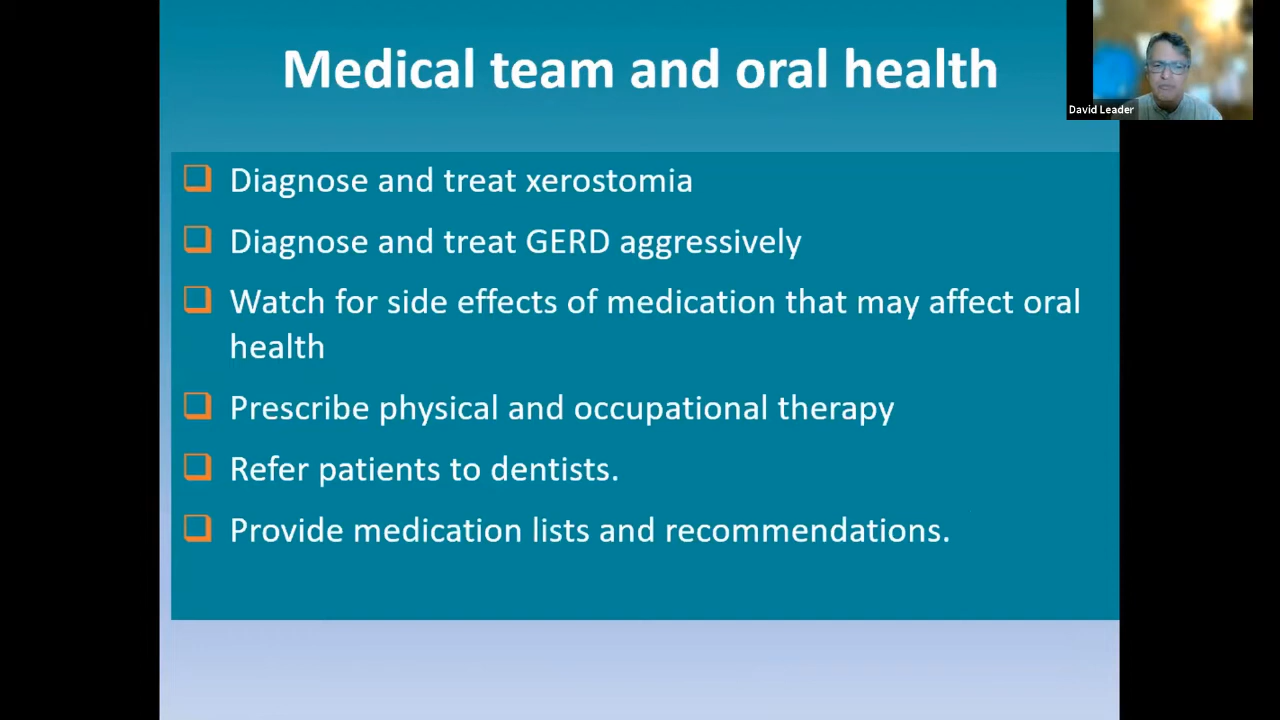 Medical team and oral health
David Leader
Diagnose and treat xerostomia
Diagnose and treat GERD aggressively
Watch for side effects of medication that may affect oral
health
Prescribe physical and occupational therapy
Refer patients to dentists.
Provide medication lists and recommendations.